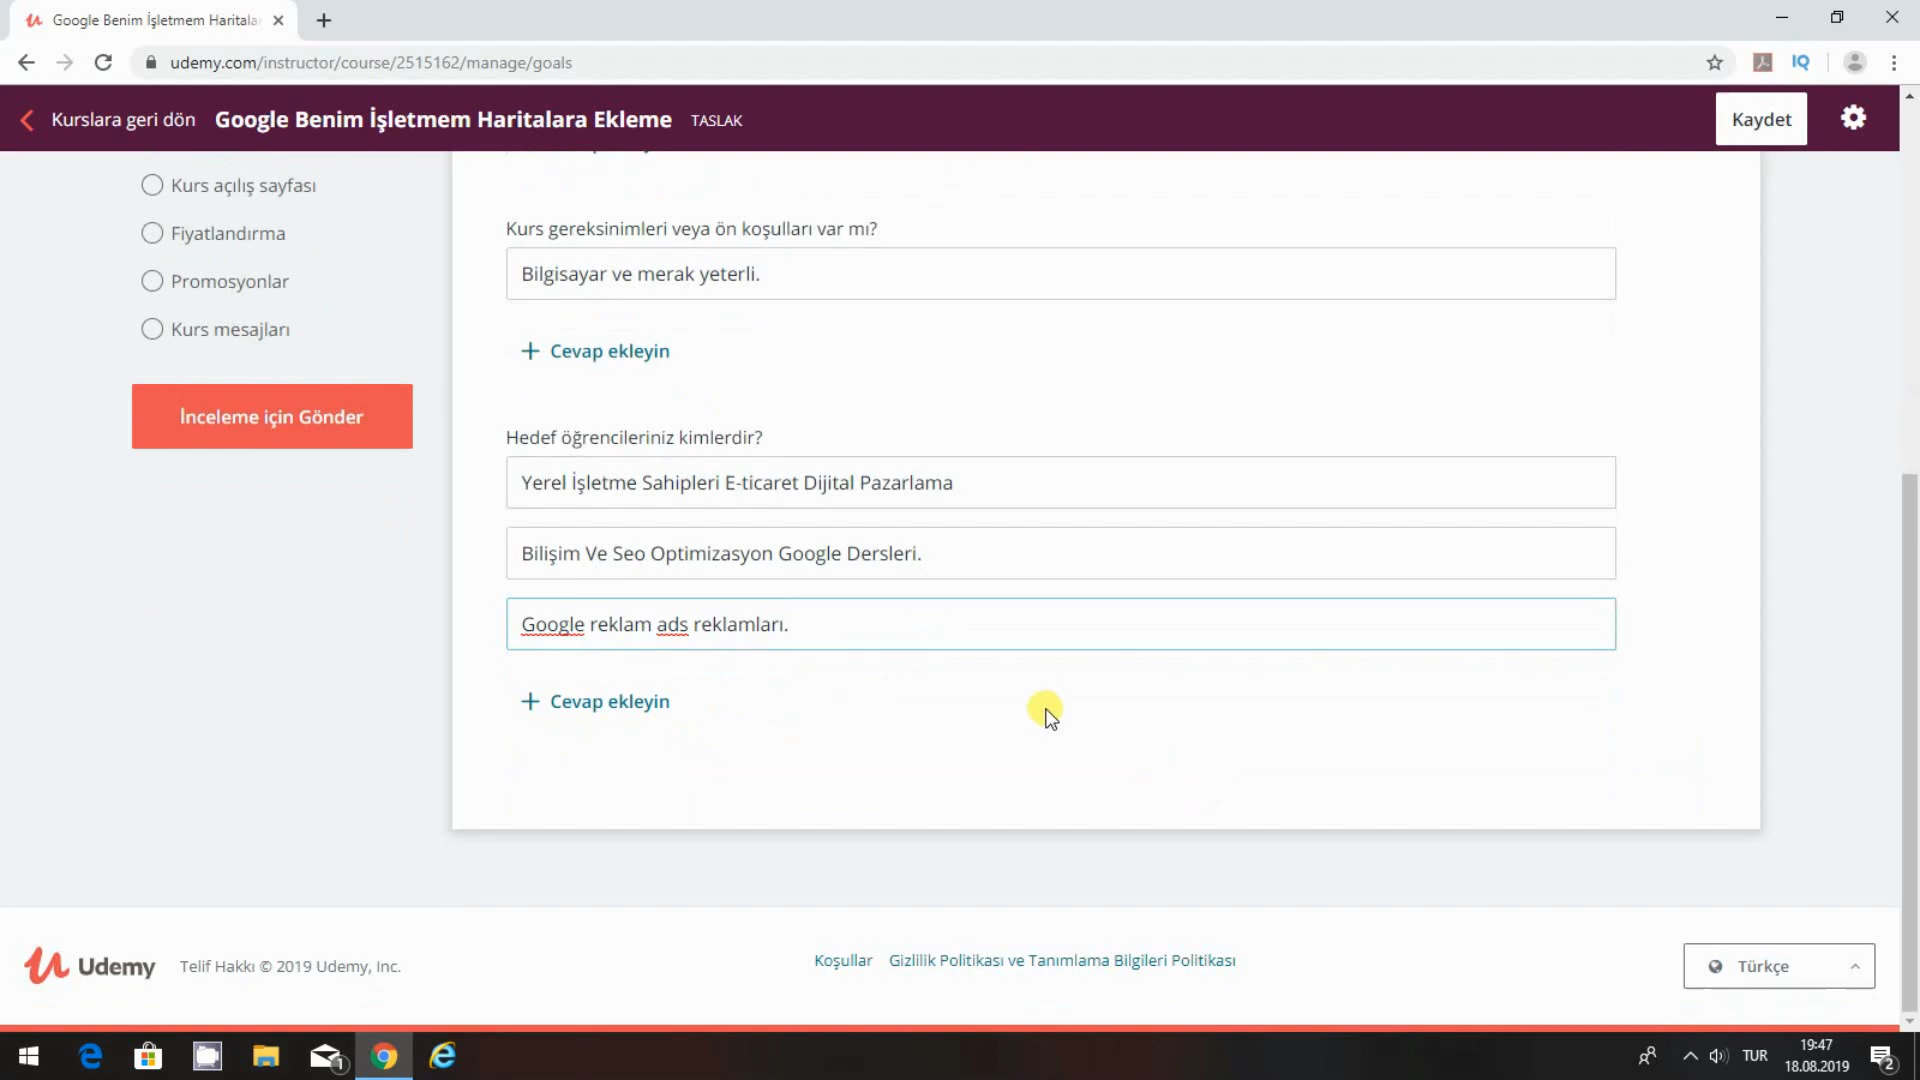 Google Benim İşletmem Haritala
udemy.com/instructor/course/2515162/manage/goals
IQ
Kurslara geri dön
Google Benim İşletmem Haritalara Ekleme
TASLAK
Kaydet
Kurs açılış sayfası
Fiyatlandırma
Promosyonlar
Kurs mesajları
İnceleme için Gönder
Kurs gereksinimleri veya ön koşulları var mı?
Bilgisayar ve merak yeterli.
Cevap ekleyin
Hedef öğrencileriniz kimlerdir?
Yerel İşletme Sahipleri E-ticaret Dijital Pazarlama
Bilişim Ve Seo Optimizasyon Google Dersleri.
Google reklam ads reklamları.
Cevap ekleyin
Udemy
Telif Hakkı © 2019 Udemy, Inc.
Koşullar
Gizlilik Politikası ve Tanımlama Bilgileri Politikası
Türkçe
1
TUR
19:47
18.08.2019
2